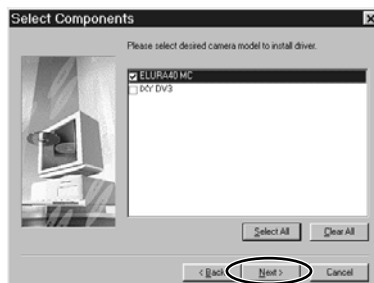 Select Components
Please select desired camera model to install driver.
ELURA40 MC
IXY DV3
Select All
Clear All
< Back
Next >
Cancel